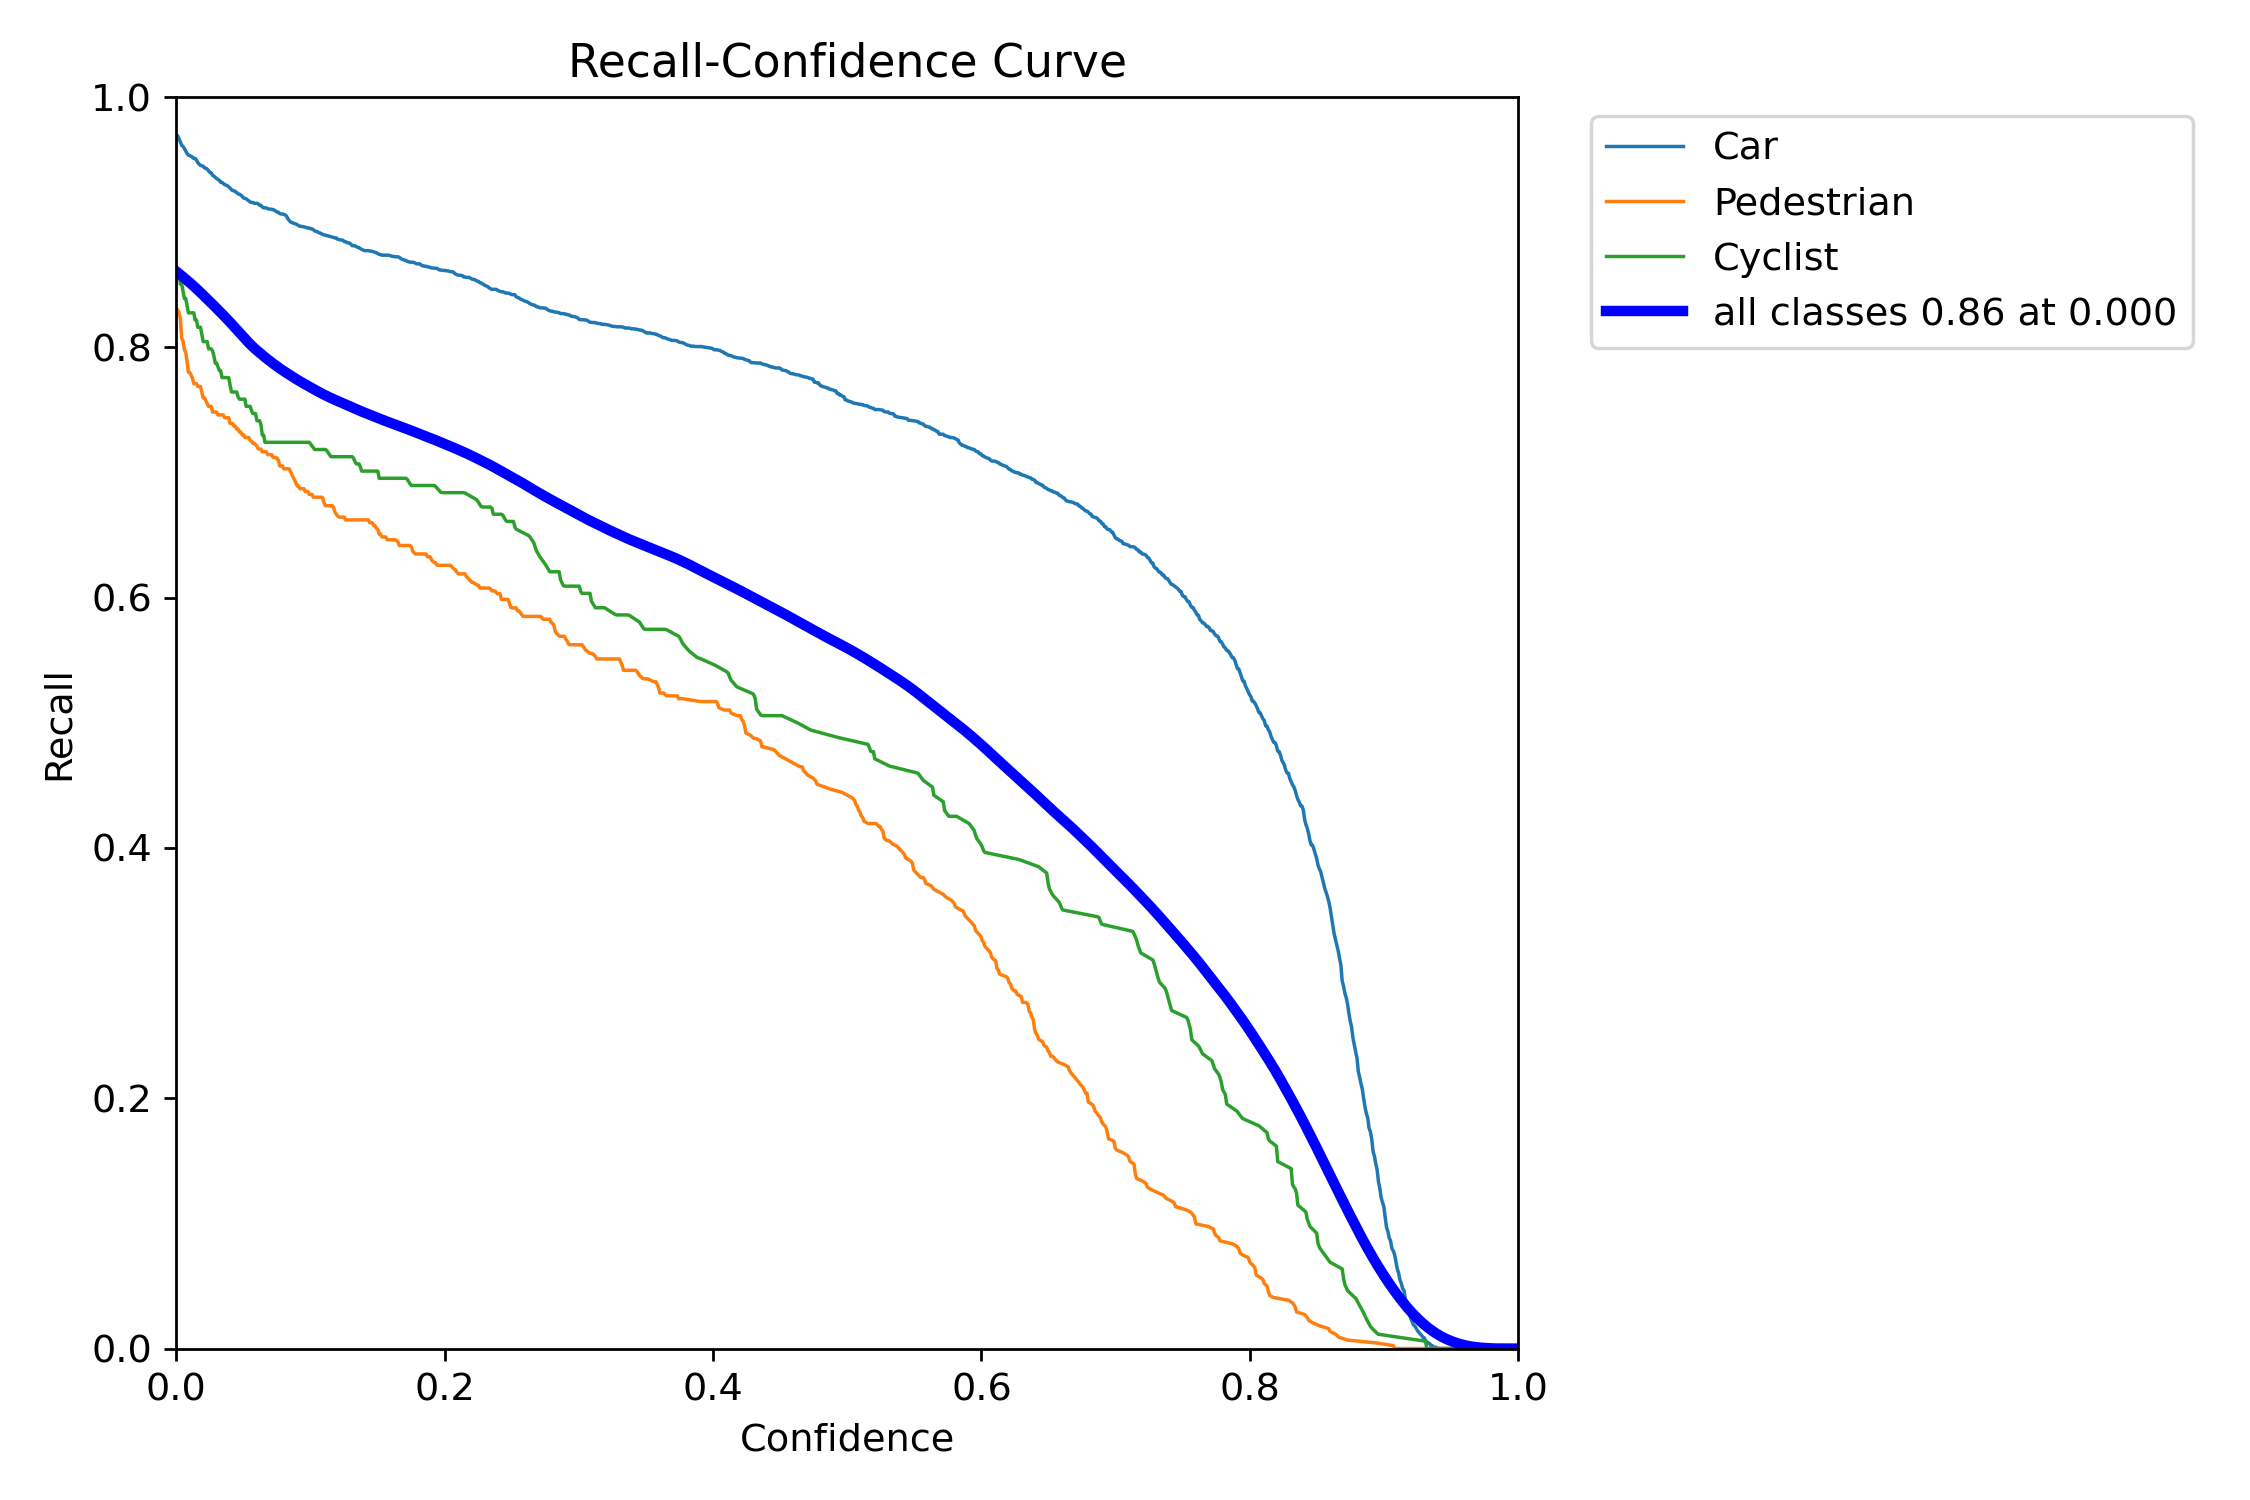 Recall-Confidence Curve
1.0
0.8
0.6
0.4
0.2
0.0
Recall
0.0 0.2 0.4 0.6 0.8 1.0
Confidence
Car
Pedestrian
Cyclist
all classes 0.86 at 0.000